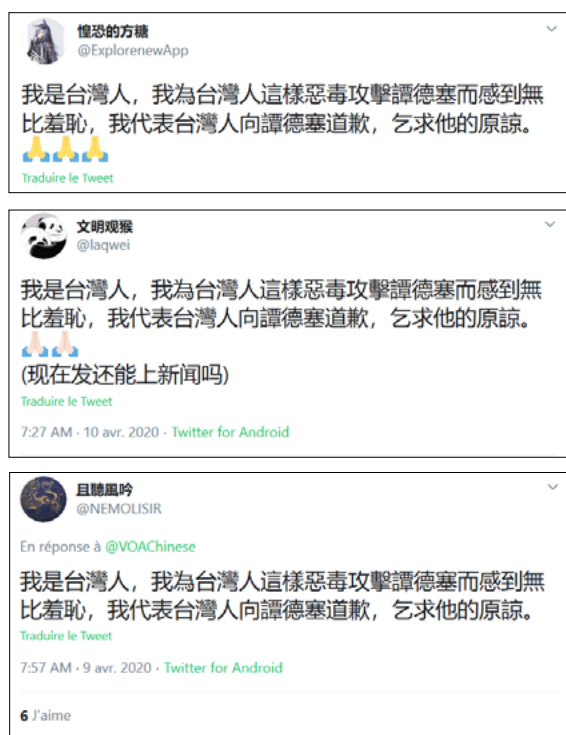 惶恐的方糖
@ExplorenewApp
我是台灣人，我為台灣人這樣惡毒攻擊譚德塞而感到無
比羞恥，我代表台灣人向譚德塞道歉，乞求他的原諒。
🙏🙏🙏
Traduire le Tweet
文明观猴
@laqwei
我是台灣人，我為台灣人這樣惡毒攻擊譚德塞而感到無
比羞恥，我代表台灣人向譚德塞道歉，乞求他的原諒。
🙏🏻🙏🏻
(现在发还能上新闻吗)
Traduire le Tweet
7:27 AM · 10 avr. 2020 · Twitter for Android
且聽風吟
@NEMOLISIR
En réponse à @VOAChinese
我是台灣人，我為台灣人這樣惡毒攻擊譚德塞而感到無
比羞恥，我代表台灣人向譚德塞道歉，乞求他的原諒。
Traduire le Tweet
7:57 AM · 9 avr. 2020 · Twitter for Android
6 J'aime